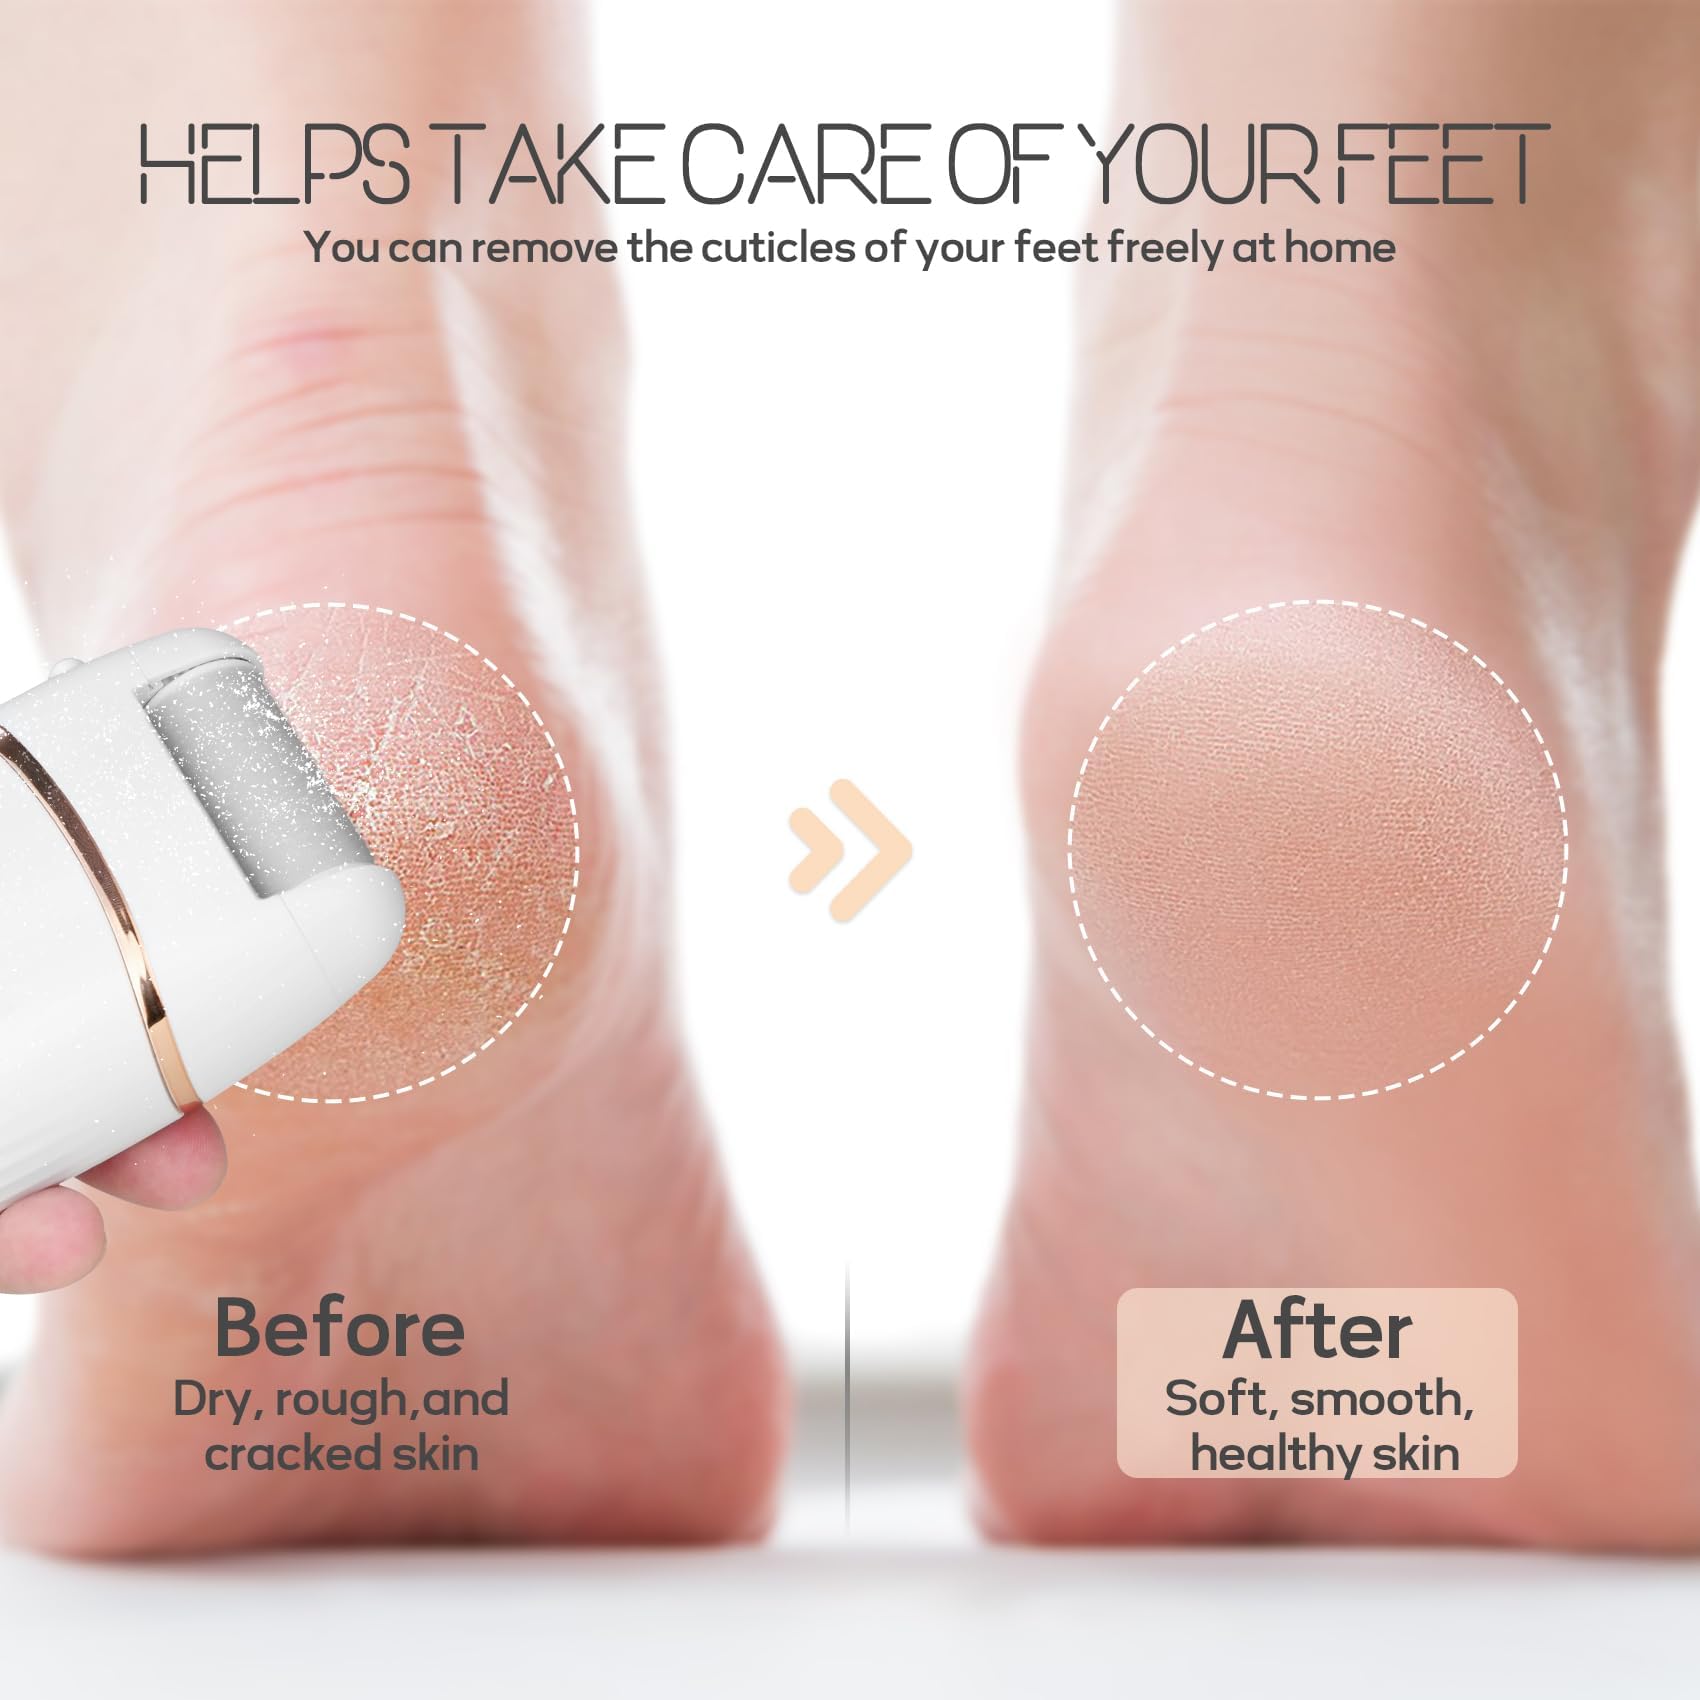 HELPS TAKE CARE OF YOUR FEET
You can remove the cuticles of your feet freely at home
Before
Dry, rough,and
cracked skin
After
Soft, smooth,
healthy skin